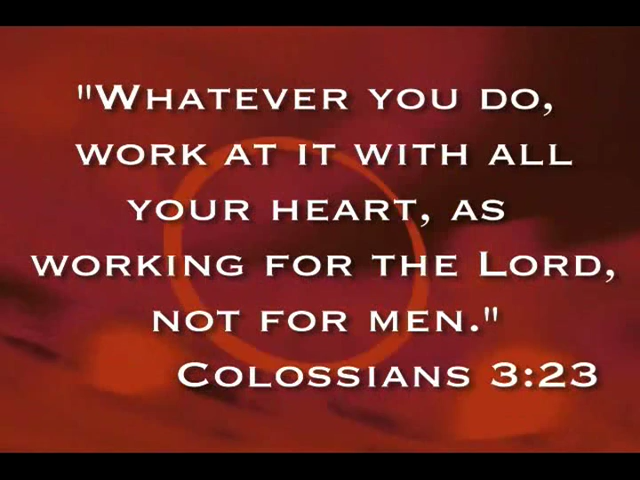 "Whatever you do,
work at it with all
your heart, as
working for the Lord,
not for men."
Colossians 3:23